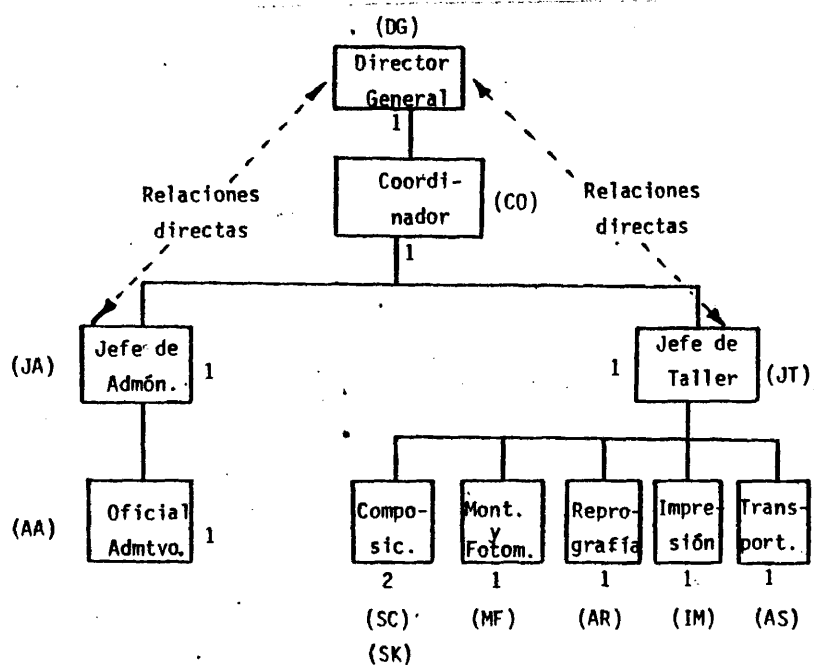 (DG)
Director
General
1
Coordi-
nador
(CO)
1
Relaciones
directas
Relaciones
directas
(JA)
Jefe de
Admón.
1
1
Jefe de
Taller
(JT)
(AA)
Oficial
Admtvo.
1
Compo-
sic.
2
(SC)
(SK)
Mont.
y
Fotom.
1
(MF)
Repro-
grafía
1
(AR)
Impre-
sión
1
(IM)
Trans-
port.
1
(AS)